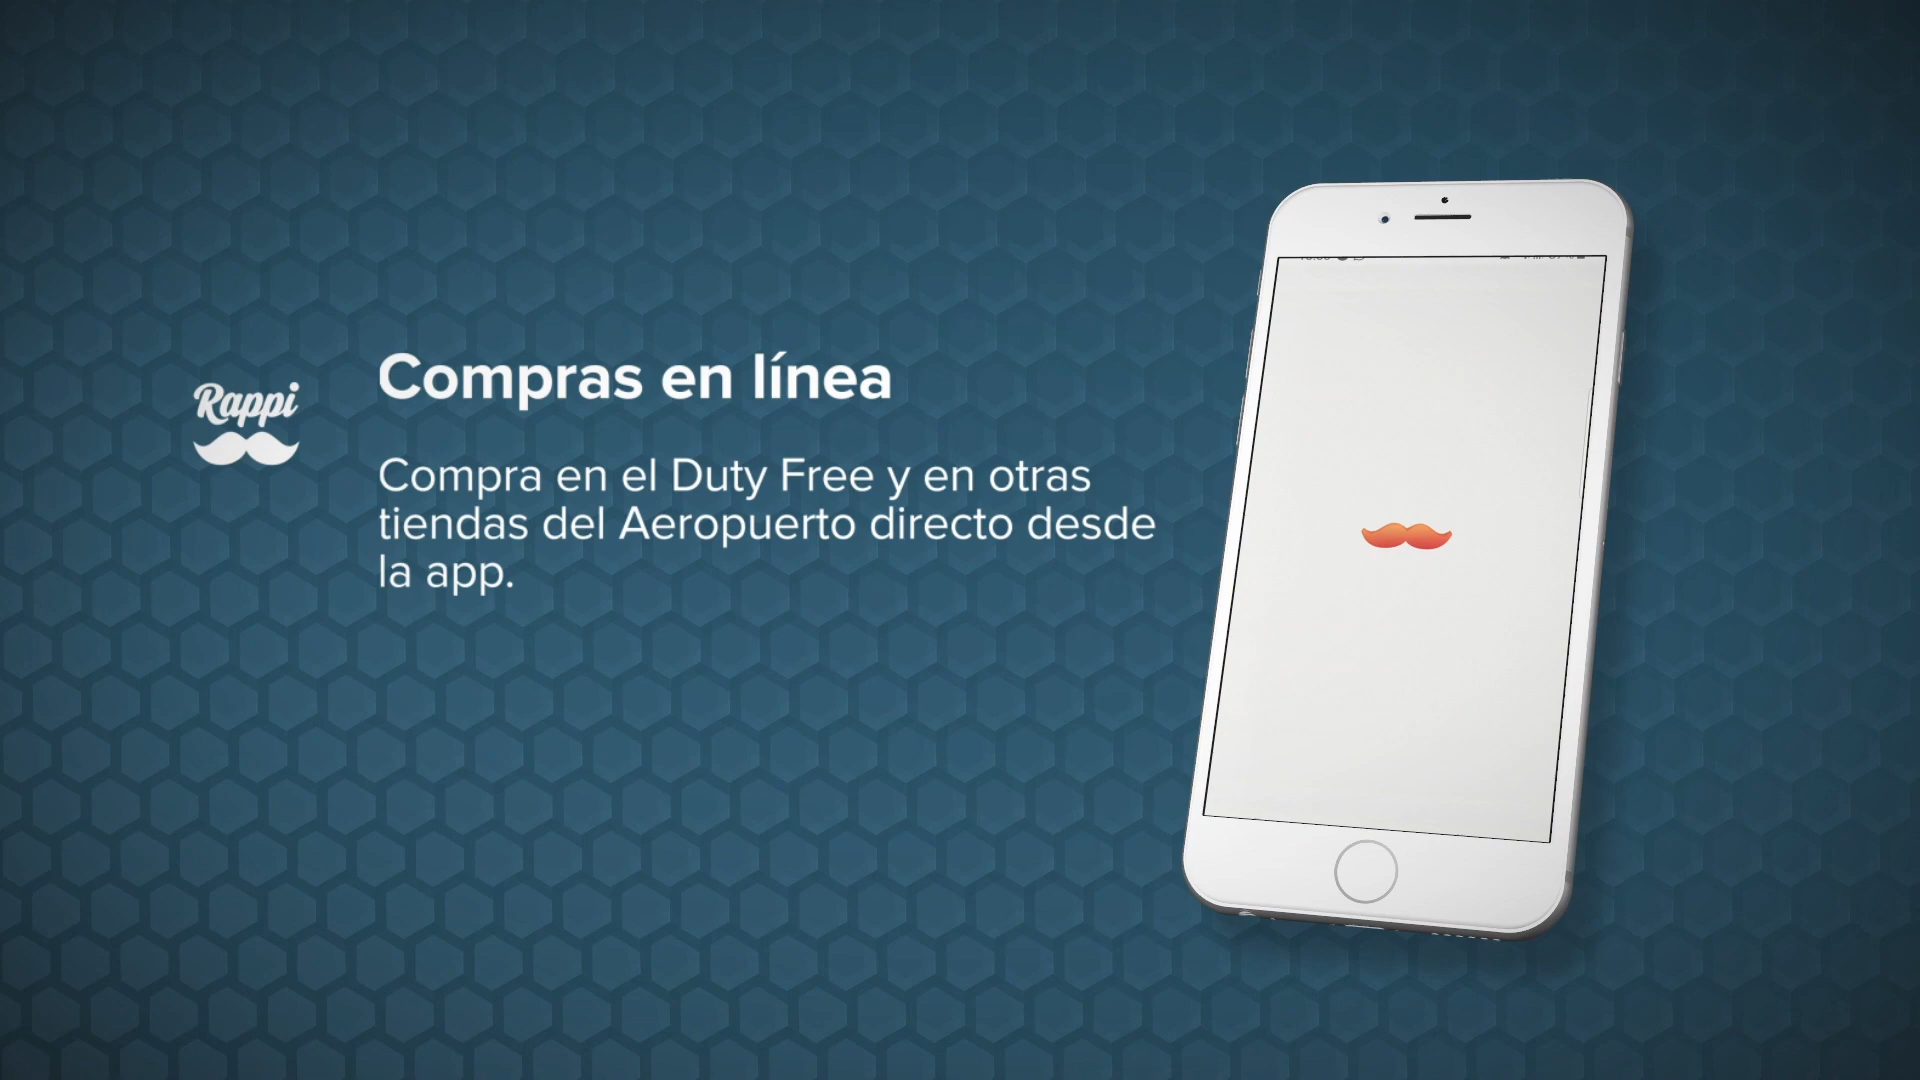 Compras en línea
Rappi
Compra en el Duty Free y en otras
tiendas del Aeropuerto directo desde
la app.